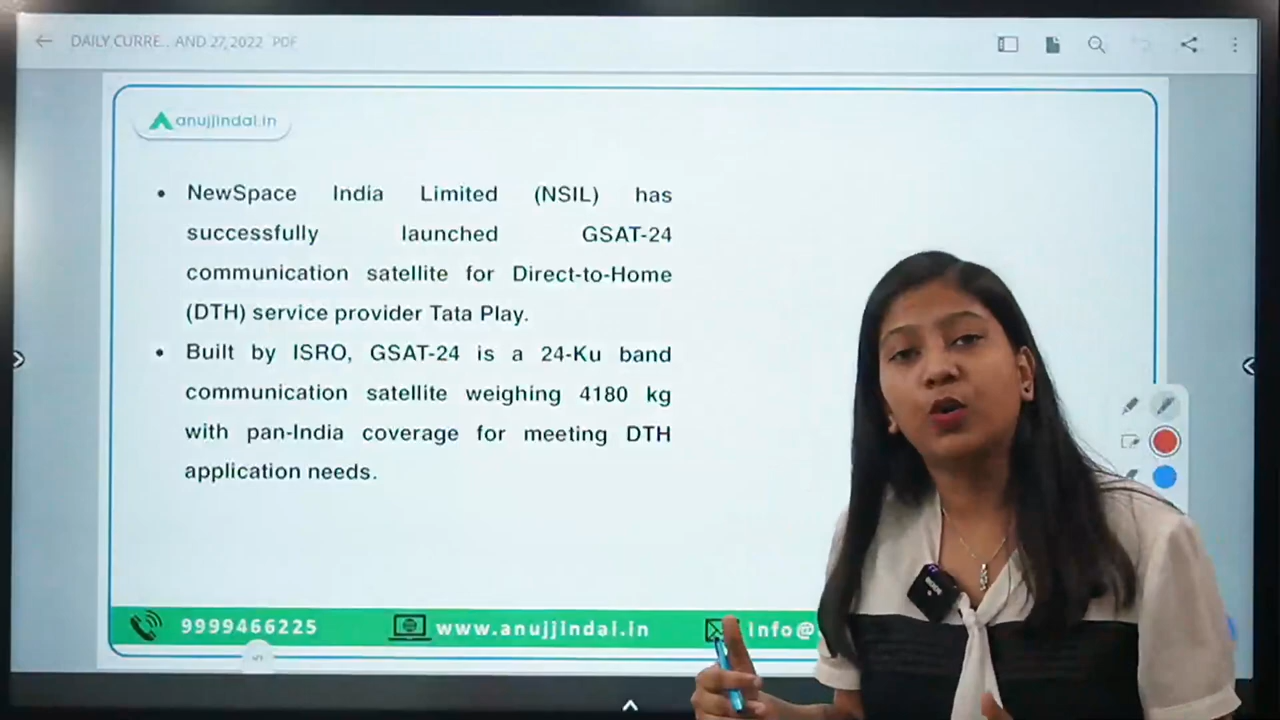 DAILY CURRE... AND 27,2022 PDF
anujjindal.in
• NewSpace India Limited (NSIL) has
successfully launched GSAT-24
communication satellite for Direct-to-Home
(DTH) service provider Tata Play.
• Built by ISRO, GSAT-24 is a 24-Ku band
communication satellite weighing 4180 kg
with pan-India coverage for meeting DTH
application needs.
9999466225 www.anujjindal.in Info@